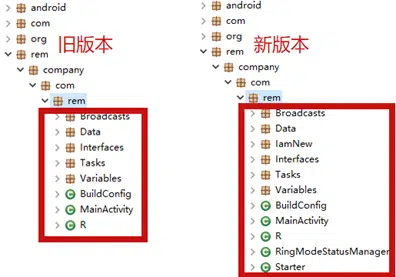 android
com
org
rem
旧版本
company
com
rem
Broadcasts
Data
Interfaces
Tasks
Variables
BuildConfig
MainActivity
R
android
com
org
rem
新版本
company
com
rem
Broadcasts
Data
IamNew
Interfaces
Tasks
Variables
BuildConfig
MainActivity
R
RingModeStatusManager
Starter